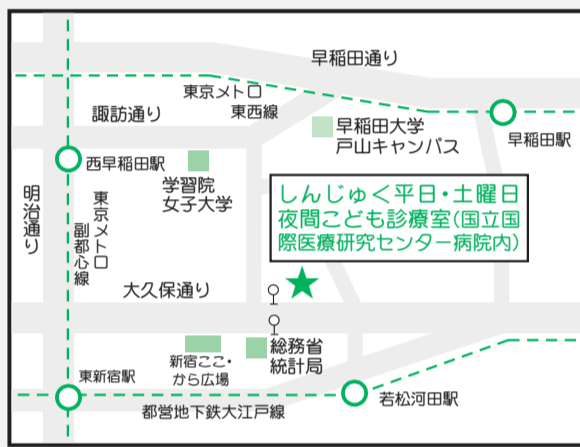 早稲田通り
東京メトロ
東西線
諏訪通り
早稲田大学
戸山キャンパス
早稲田駅
西早稲田駅
学習院
女子大学
明治通り
東京メトロ
副都心線
しんじゅく平日・土曜日
夜間こども診療室(国立国
際医療研究センター病院内)
大久保通り
総務省
統計局
新宿ここ・
から広場
東新宿駅
若松河田駅
都営地下鉄大江戸線